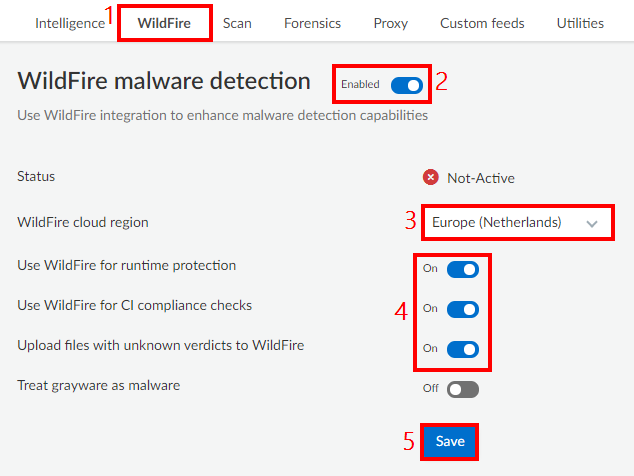 1
Intelligence WildFire Scan Forensics Proxy Custom feeds Utilities
WildFire malware detection Enabled 2
Use WildFire integration to enhance malware detection capabilities
Status Not-Active
WildFire cloud region 3 Europe (Netherlands)
Use WildFire for runtime protection On
Use WildFire for CI compliance checks On
4
Upload files with unknown verdicts to WildFire On
Treat grayware as malware Off
5 Save